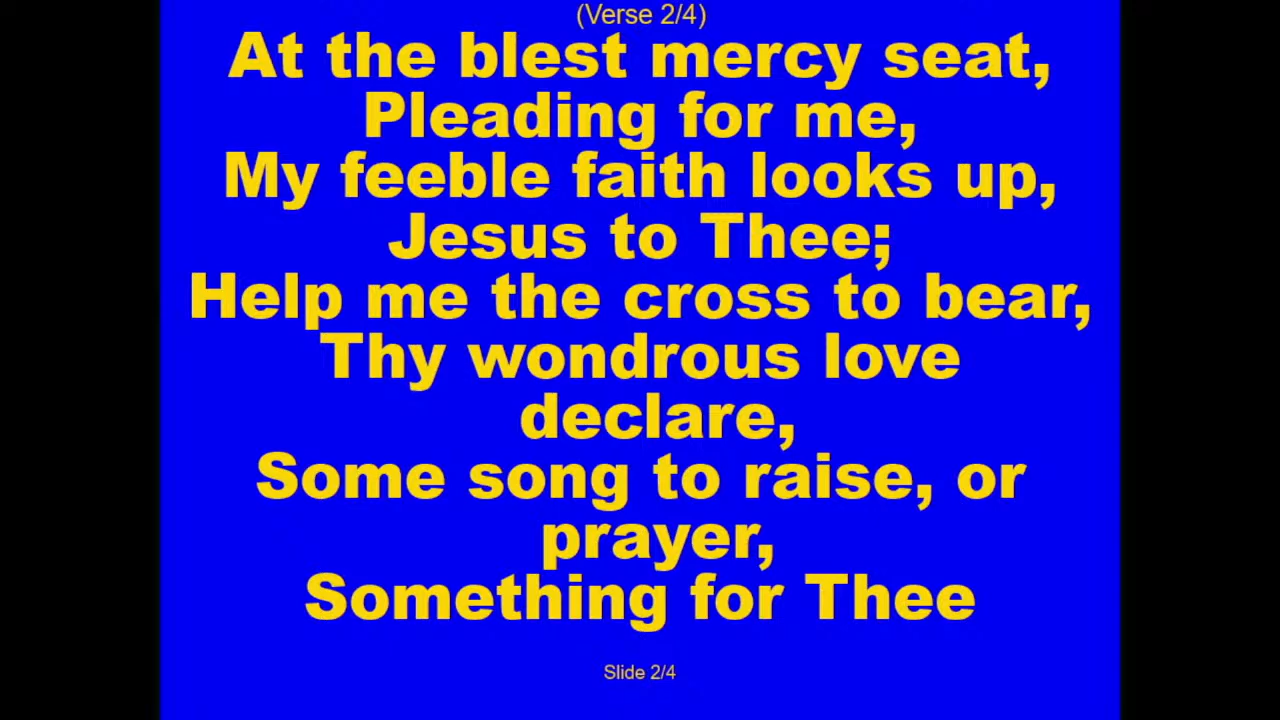 (Verse 2/4)
At the blest mercy seat,
Pleading for me,
My feeble faith looks up,
Jesus to Thee;
Help me the cross to bear,
Thy wondrous love
declare,
Some song to raise, or
prayer,
Something for Thee
Slide 2/4